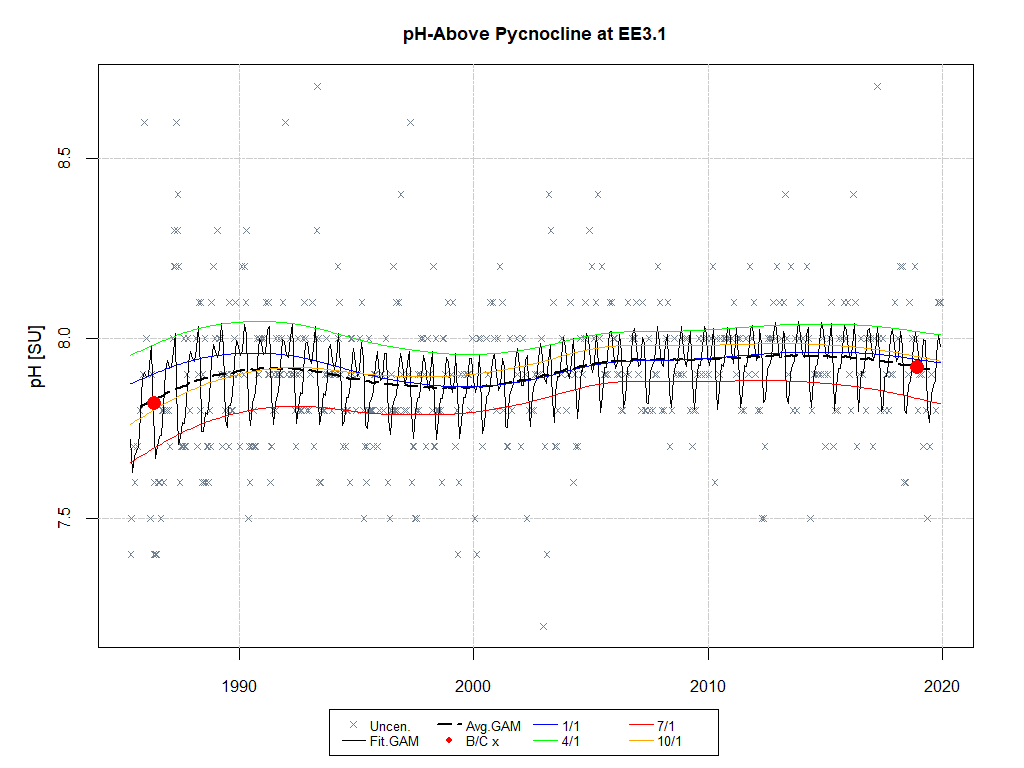 pH-Above Pycnocline at EE3.1
pH [SU]
8.5
8.0
7.5
1990 2000 2010 2020
Uncen. Avg.GAM 1/1 7/1
Fit.GAM B/C x 4/1 10/1